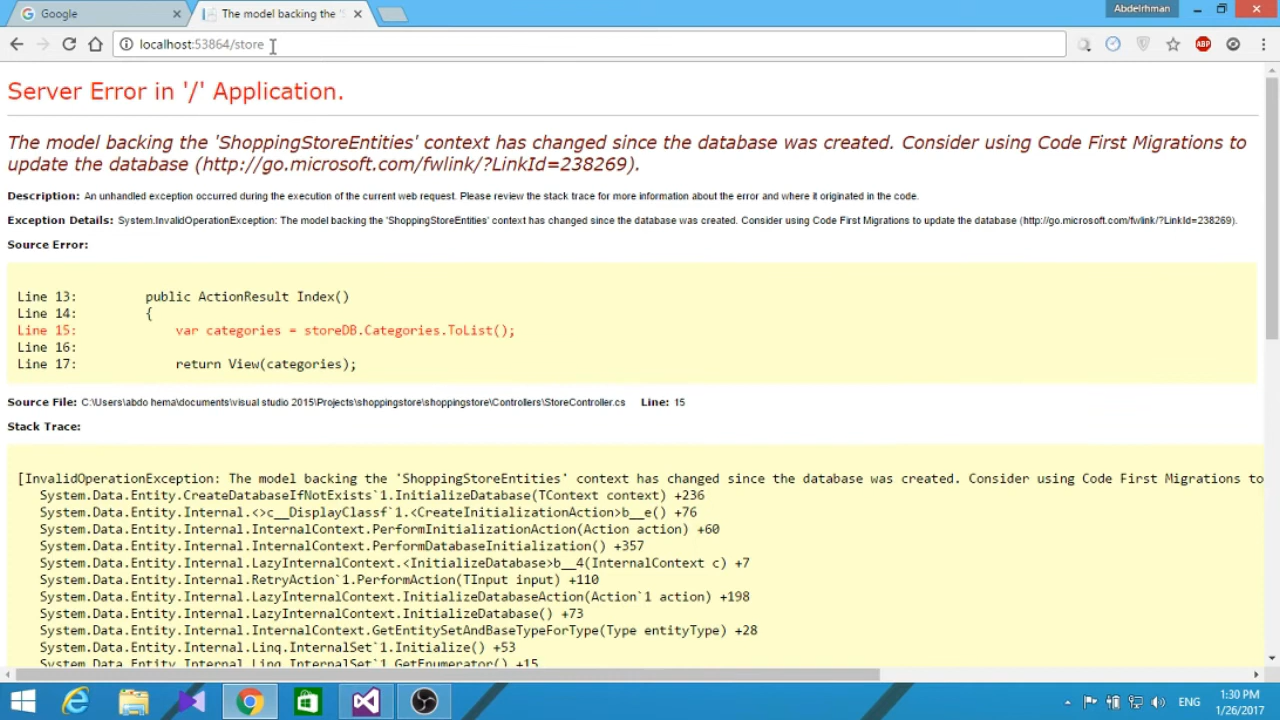 Google
The model backing the 'S
Abdelrhman
localhost:53864/store
ABP
Server Error in '/' Application.
The model backing the 'ShoppingStoreEntities' context has changed since the database was created. Consider using Code First Migrations to
update the database (http://go.microsoft.com/fwlink/?LinkId=238269).
Description: An unhandled exception occurred during the execution of the current web request. Please review the stack trace for more information about the error and where it originated in the code.
Exception Details: System.InvalidOperationException: The model backing the 'ShoppingStoreEntities' context has changed since the database was created. Consider using Code First Migrations to update the database (http://go.microsoft.com/fwlink/?LinkId=238269).
Source Error:
Line 13: public ActionResult Index()
Line 14: {
Line 15: var categories = storeDB.Categories.ToList();
Line 16:
Line 17: return View(categories);
Source File: C:\Users\abdo hema\documents\visual studio 2015\Projects\shoppingstore\shoppingstore\Controllers\StoreController.cs Line: 15
Stack Trace:
[InvalidOperationException: The model backing the 'ShoppingStoreEntities' context has changed since the database was created. Consider using Code First Migrations to
System.Data.Entity.CreateDatabaseIfNotExists`1.InitializeDatabase(TContext context) +236
System.Data.Entity.Internal.<>c__DisplayClassf`1.<CreateInitializationAction>b__e() +76
System.Data.Entity.Internal.InternalContext.PerformInitializationAction(Action action) +60
System.Data.Entity.Internal.InternalContext.PerformDatabaseInitialization() +357
System.Data.Entity.Internal.LazyInternalContext.<InitializeDatabase>b__4(InternalContext c) +7
System.Data.Entity.Internal.RetryAction`1.PerformAction(TInput input) +110
System.Data.Entity.Internal.LazyInternalContext.InitializeDatabaseAction(Action`1 action) +198
System.Data.Entity.Internal.LazyInternalContext.InitializeDatabase() +73
System.Data.Entity.Internal.InternalContext.GetEntitySetAndBaseTypeForType(Type entityType) +28
System.Data.Entity.Internal.Linq.InternalSet`1.Initialize() +53
System.Data.Entity.Internal.Linq.InternalSet`1.GetEnumerator() +15
ENG
1:30 PM
1/26/2017